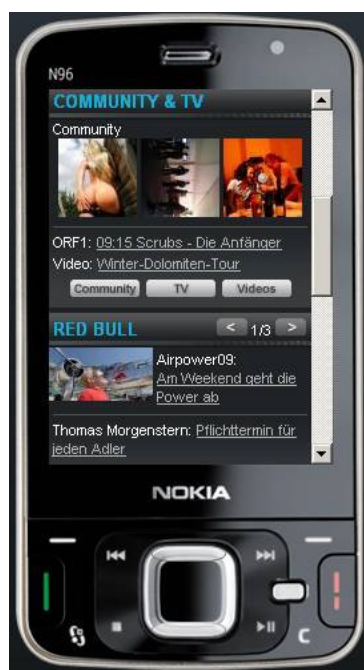 N96
COMMUNITY & TV
Community
ORF1: 09:15 Scrubs - Die Anfänger
Video: Winter-Dolomiten-Tour
Community TV Videos
RED BULL < 1/3 >
Airpower09:
Am Weekend geht die
Power ab
Thomas Morgenstern: Pflichttermin für
jeden Adler
NOKIA
C